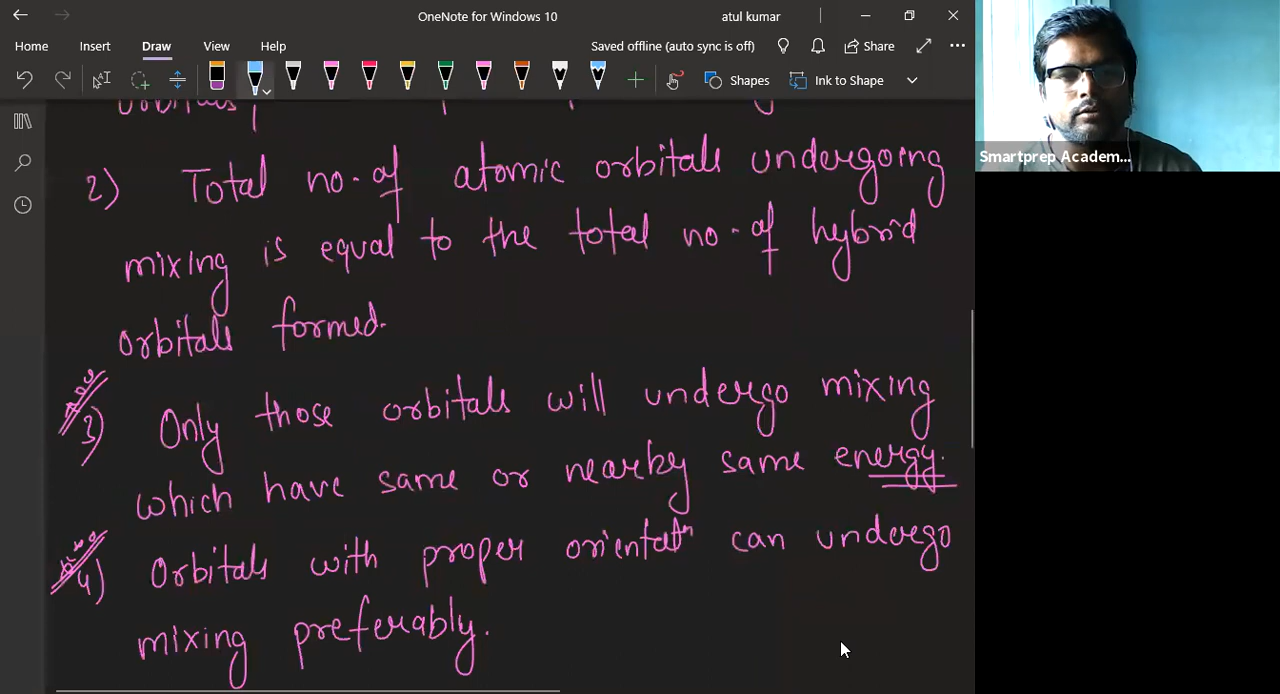 OneNote for Windows 10
atul kumar
Home Insert Draw View Help
Saved offline (auto sync is off)
Share
Shapes
Ink to Shape
orbitals,
2) Total no. of atomic orbitals undergoing
mixing is equal to the total no. of hybrid
orbitals formed.
3) Only those orbitals will undergo mixing
which have same or nearby same energy.
4) Orbitals with proper orientatn can undergo
mixing preferably.
Smartprep Academ...